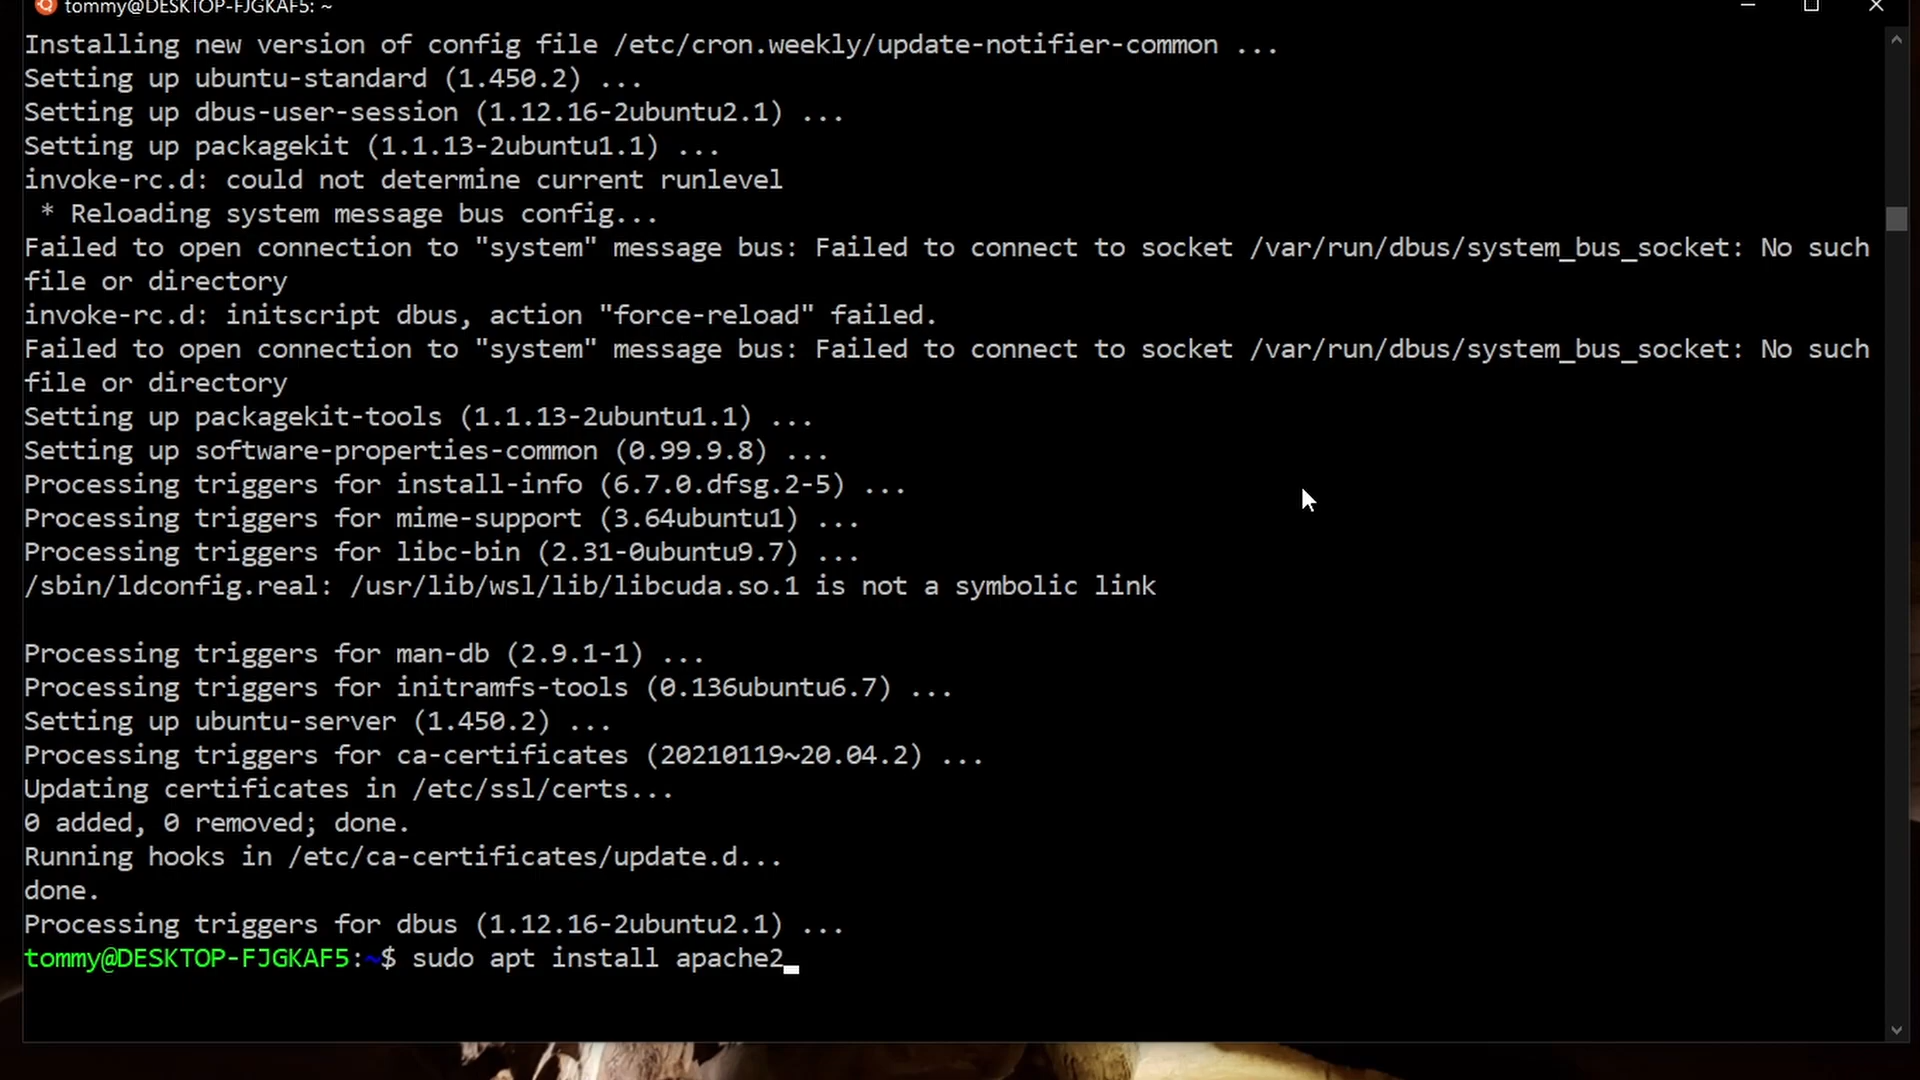 tommy@DESKTOP-FJGKAF5: ~
Installing new version of config file /etc/cron.weekly/update-notifier-common ...
Setting up ubuntu-standard (1.450.2) ...
Setting up dbus-user-session (1.12.16-2ubuntu2.1) ...
Setting up packagekit (1.1.13-2ubuntu1.1) ...
invoke-rc.d: could not determine current runlevel
 * Reloading system message bus config...
Failed to open connection to "system" message bus: Failed to connect to socket /var/run/dbus/system_bus_socket: No such
file or directory
invoke-rc.d: initscript dbus, action "force-reload" failed.
Failed to open connection to "system" message bus: Failed to connect to socket /var/run/dbus/system_bus_socket: No such
file or directory
Setting up packagekit-tools (1.1.13-2ubuntu1.1) ...
Setting up software-properties-common (0.99.9.8) ...
Processing triggers for install-info (6.7.0.dfsg.2-5) ...
Processing triggers for mime-support (3.64ubuntu1) ...
Processing triggers for libc-bin (2.31-0ubuntu9.7) ...
/sbin/ldconfig.real: /usr/lib/wsl/lib/libcuda.so.1 is not a symbolic link
Processing triggers for man-db (2.9.1-1) ...
Processing triggers for initramfs-tools (0.136ubuntu6.7) ...
Setting up ubuntu-server (1.450.2) ...
Processing triggers for ca-certificates (20210119~20.04.2) ...
Updating certificates in /etc/ssl/certs...
0 added, 0 removed; done.
Running hooks in /etc/ca-certificates/update.d...
done.
Processing triggers for dbus (1.12.16-2ubuntu2.1) ...
tommy@DESKTOP-FJGKAF5:~$ sudo apt install apache2